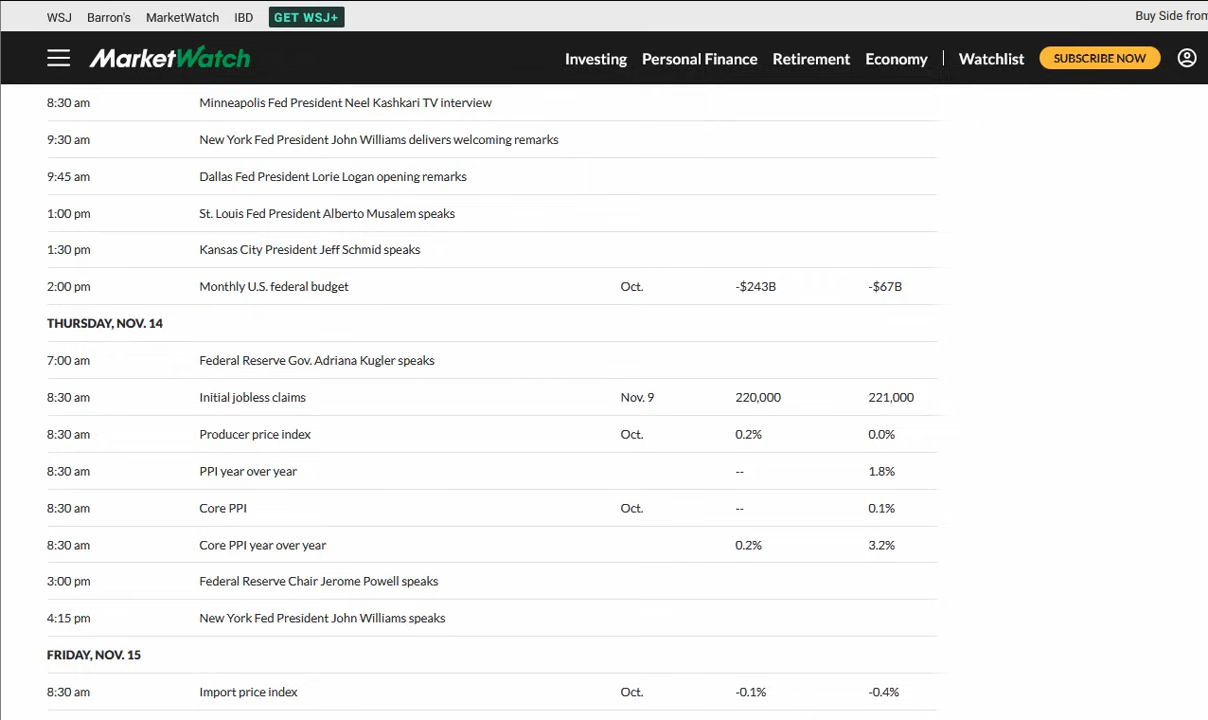 WSJ Barron's MarketWatch IBD GET WSJ+ Buy Side from
MarketWatch Investing Personal Finance Retirement Economy | Watchlist SUBSCRIBE NOW
8:30 am Minneapolis Fed President Neel Kashkari TV interview
9:30 am New York Fed President John Williams delivers welcoming remarks
9:45 am Dallas Fed President Lorie Logan opening remarks
1:00 pm St. Louis Fed President Alberto Musalem speaks
1:30 pm Kansas City President Jeff Schmid speaks
2:00 pm Monthly U.S. federal budget Oct. -$243B -$67B
THURSDAY, NOV. 14
7:00 am Federal Reserve Gov. Adriana Kugler speaks
8:30 am Initial jobless claims Nov. 9 220,000 221,000
8:30 am Producer price index Oct. 0.2% 0.0%
8:30 am PPI year over year -- 1.8%
8:30 am Core PPI Oct. -- 0.1%
8:30 am Core PPI year over year 0.2% 3.2%
3:00 pm Federal Reserve Chair Jerome Powell speaks
4:15 pm New York Fed President John Williams speaks
FRIDAY, NOV. 15
8:30 am Import price index Oct. -0.1% -0.4%